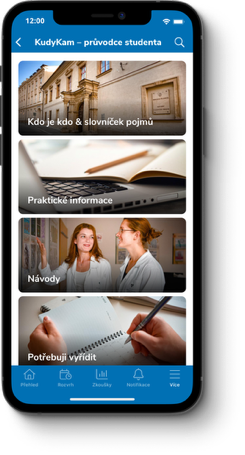 12:00
KudyKam – průvodce studenta
Kdo je kdo & slovníček pojmů
Praktické informace
Návody
Potřebuji vyřídit
Přehled
Rozvrh
Zkoušky
Notifikace
Více